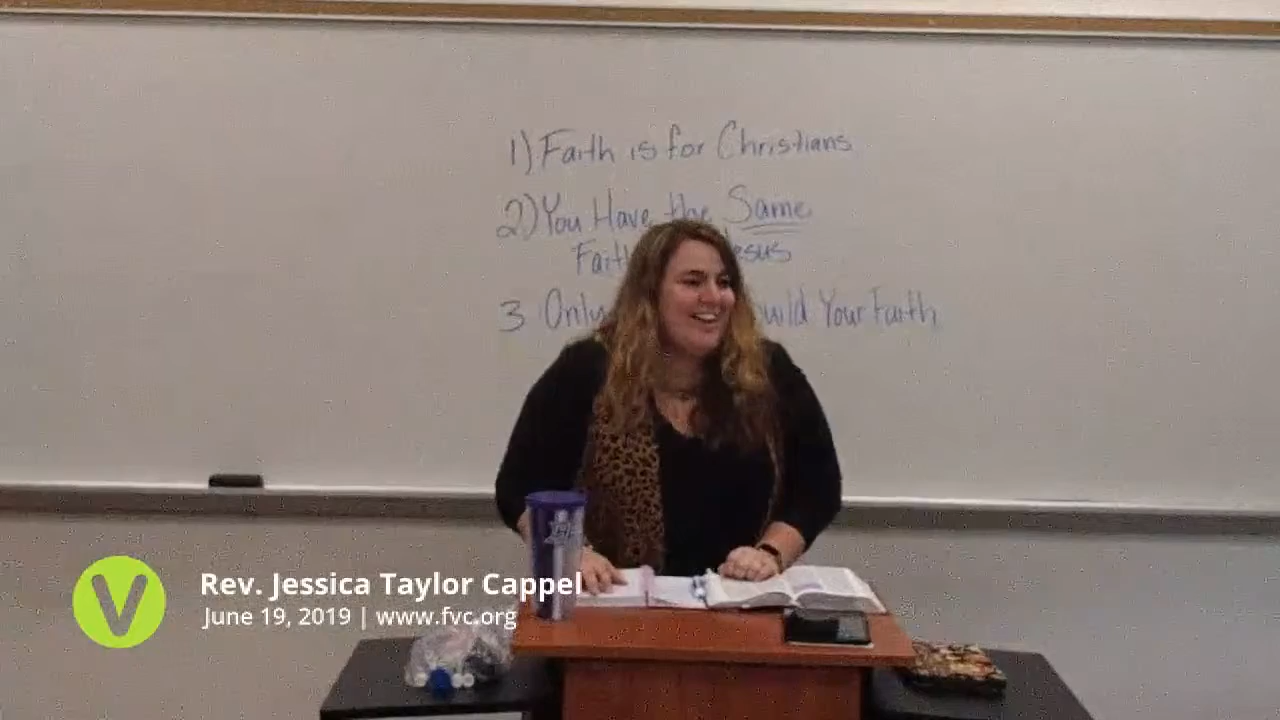 1) Faith is for Christians
2) You Have the Same
Faith Jesus
3 Only Your Faith
V
Rev. Jessica Taylor Cappel
June 19, 2019 | www.fvc.org